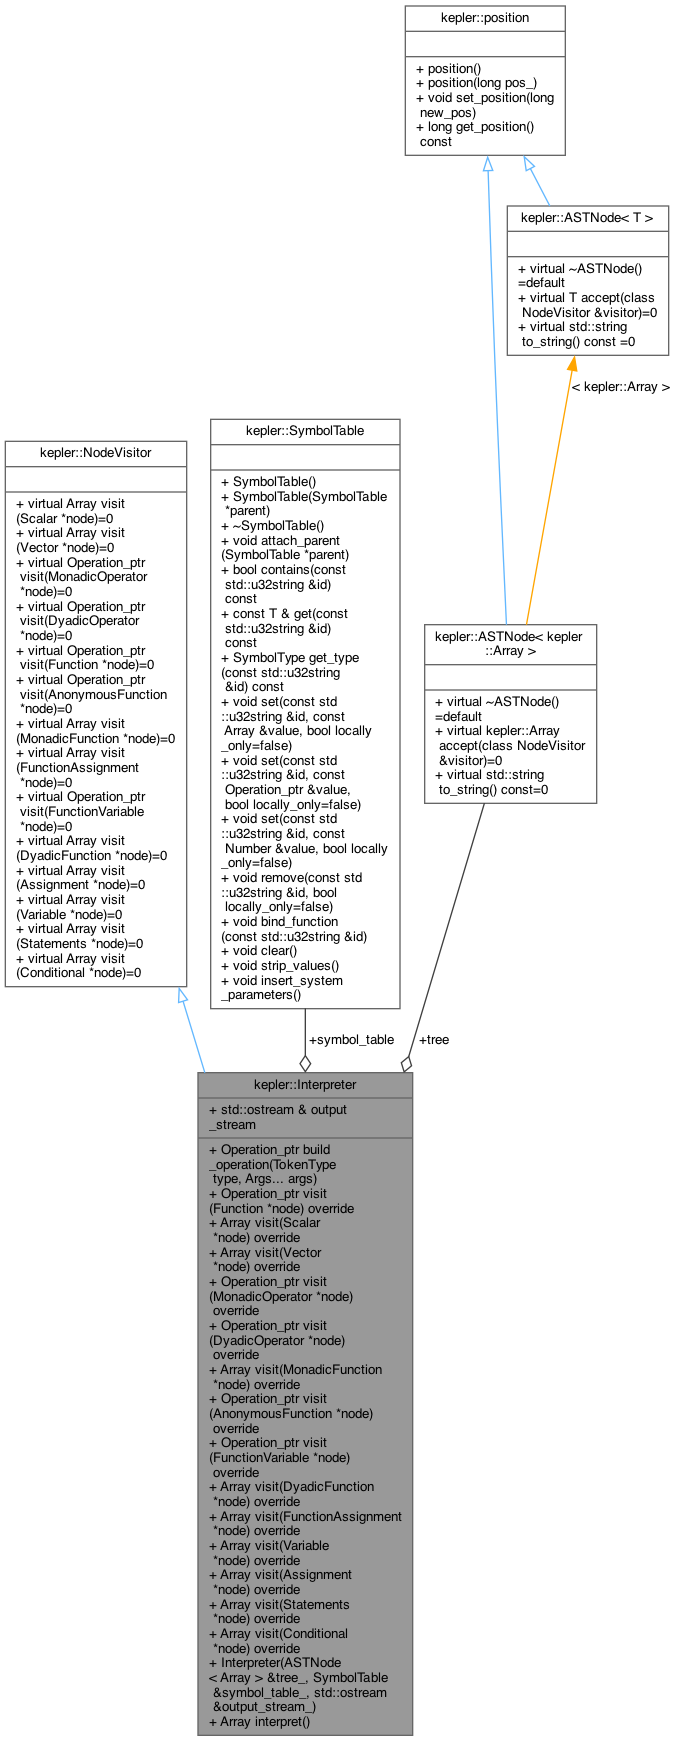 kepler::position
+ position()
+ position(long pos_)
+ void set_position(long
new_pos)
+ long get_position()
const
kepler::ASTNode< T >
+ virtual ~ASTNode()
=default
+ virtual T accept(class
NodeVisitor &visitor)=0
+ virtual std::string
to_string() const =0
< kepler::Array >
kepler::NodeVisitor
+ virtual Array visit
(Scalar *node)=0
+ virtual Array visit
(Vector *node)=0
+ virtual Operation_ptr
visit(MonadicOperator
*node)=0
+ virtual Operation_ptr
visit(DyadicOperator
*node)=0
+ virtual Operation_ptr
visit(Function *node)=0
+ virtual Operation_ptr
visit(AnonymousFunction
*node)=0
+ virtual Array visit
(MonadicFunction *node)=0
+ virtual Array visit
(FunctionAssignment
*node)=0
+ virtual Operation_ptr
visit(FunctionVariable
*node)=0
+ virtual Array visit
(DyadicFunction *node)=0
+ virtual Array visit
(Assignment *node)=0
+ virtual Array visit
(Variable *node)=0
+ virtual Array visit
(Statements *node)=0
+ virtual Array visit
(Conditional *node)=0
kepler::SymbolTable
+ SymbolTable()
+ SymbolTable(SymbolTable
*parent)
+ ~SymbolTable()
+ void attach_parent
(SymbolTable *parent)
+ bool contains(const
std::u32string &id)
const
+ const T & get(const
std::u32string &id)
const
+ SymbolType get_type
(const std::u32string
&id) const
+ void set(const std
::u32string &id, const
Array &value, bool locally
_only=false)
+ void set(const std
::u32string &id, const
Operation_ptr &value,
bool locally_only=false)
+ void set(const std
::u32string &id, const
Number &value, bool locally
_only=false)
+ void remove(const std
::u32string &id, bool
locally_only=false)
+ void bind_function
(const std::u32string &id)
+ void clear()
+ void strip_values()
+ void insert_system
_parameters()
kepler::ASTNode< kepler
::Array >
+ virtual ~ASTNode()
=default
+ virtual kepler::Array
accept(class NodeVisitor
&visitor)=0
+ virtual std::string
to_string() const=0
+symbol_table
+tree
kepler::Interpreter
+ std::ostream & output
_stream
+ Operation_ptr build
_operation(TokenType
type, Args... args)
+ Operation_ptr visit
(Function *node) override
+ Array visit(Scalar
*node) override
+ Array visit(Vector
*node) override
+ Operation_ptr visit
(MonadicOperator *node)
override
+ Operation_ptr visit
(DyadicOperator *node)
override
+ Array visit(MonadicFunction
*node) override
+ Operation_ptr visit
(AnonymousFunction *node)
override
+ Operation_ptr visit
(FunctionVariable *node)
override
+ Array visit(DyadicFunction
*node) override
+ Array visit(FunctionAssignment
*node) override
+ Array visit(Variable
*node) override
+ Array visit(Assignment
*node) override
+ Array visit(Statements
*node) override
+ Array visit(Conditional
*node) override
+ Interpreter(ASTNode
< Array > &tree_, SymbolTable
&symbol_table_, std::ostream
&output_stream_)
+ Array interpret()